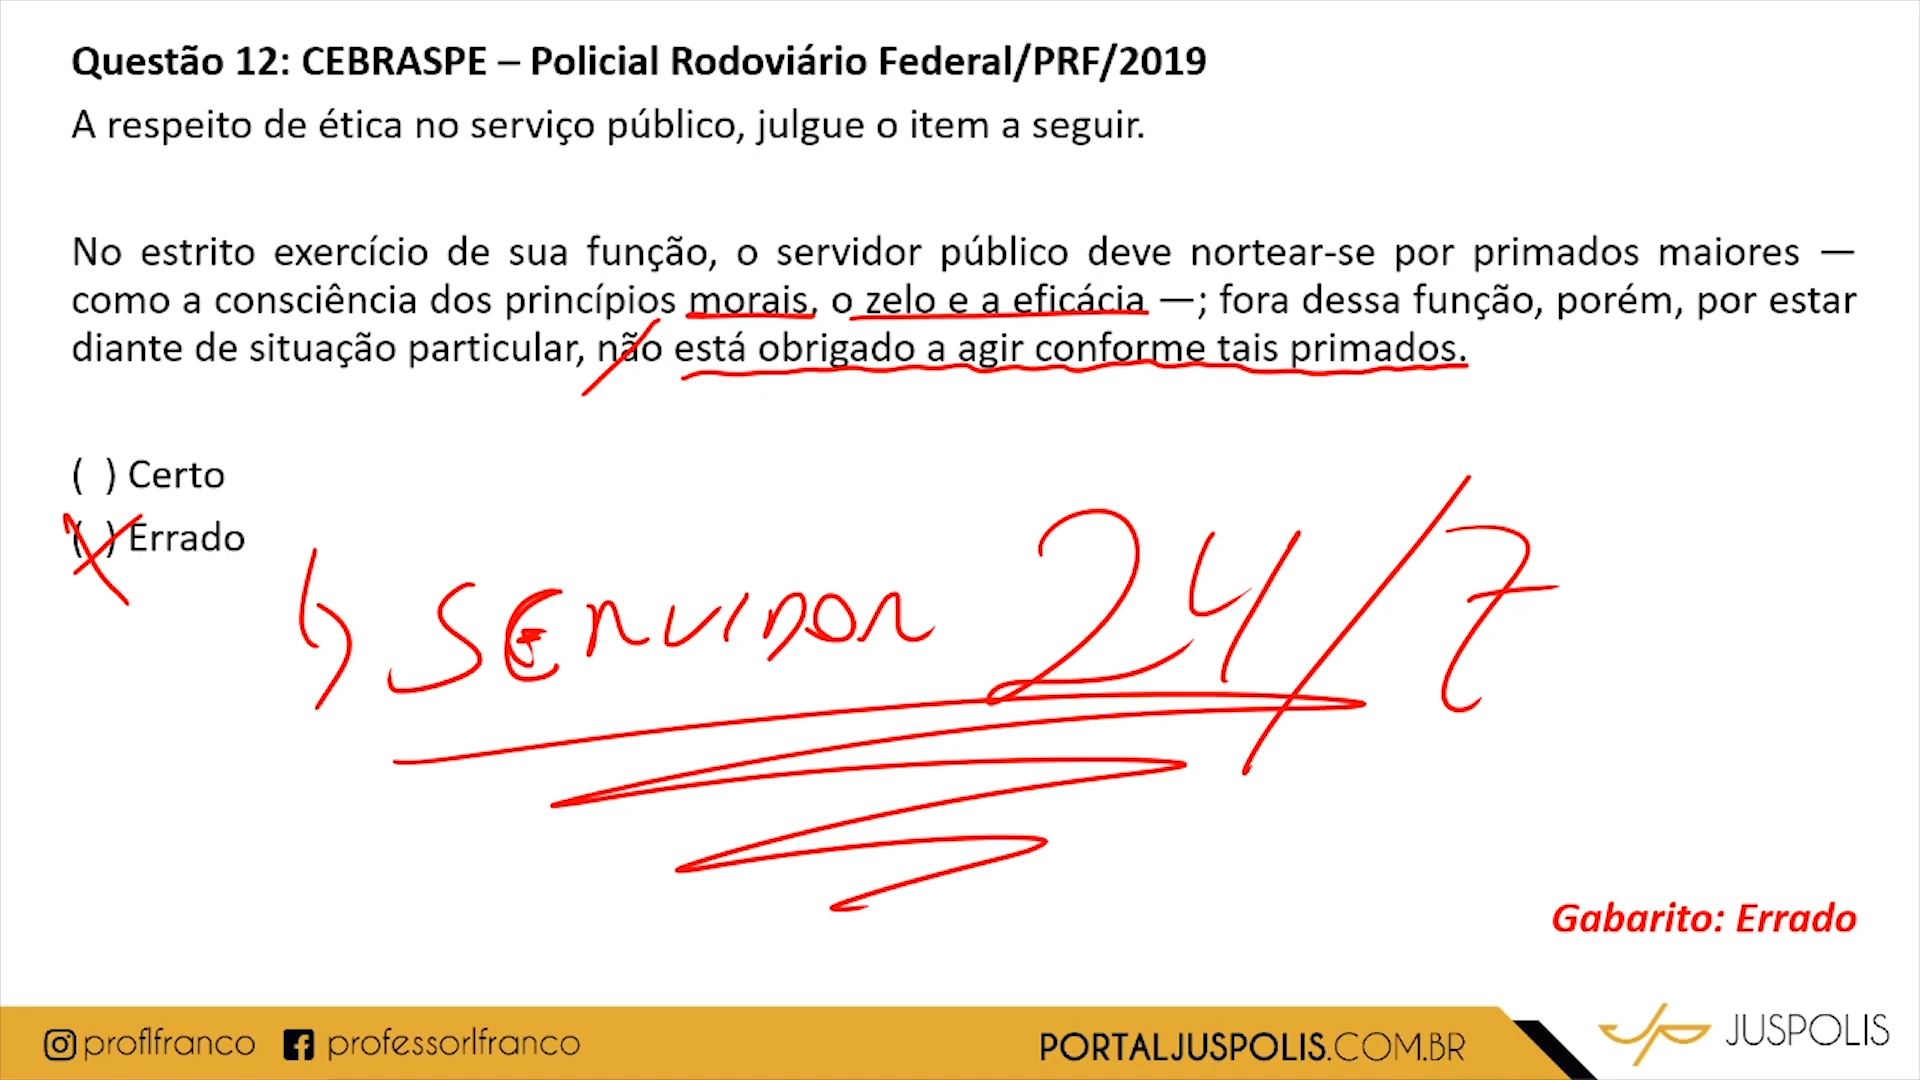 Questão 12: CEBRASPE – Policial Rodoviário Federal/PRF/2019
A respeito de ética no serviço público, julgue o item a seguir.
No estrito exercício de sua função, o servidor público deve nortear-se por primados maiores —
como a consciência dos princípios morais, o zelo e a eficácia —; fora dessa função, porém, por estar
diante de situação particular, não está obrigado a agir conforme tais primados.
( ) Certo
( ) Errado
SERVIDOR 24/7
Gabarito: Errado
proflfranco professorlfranco PORTALJUSPOLIS.COM.BR JUSPOLIS